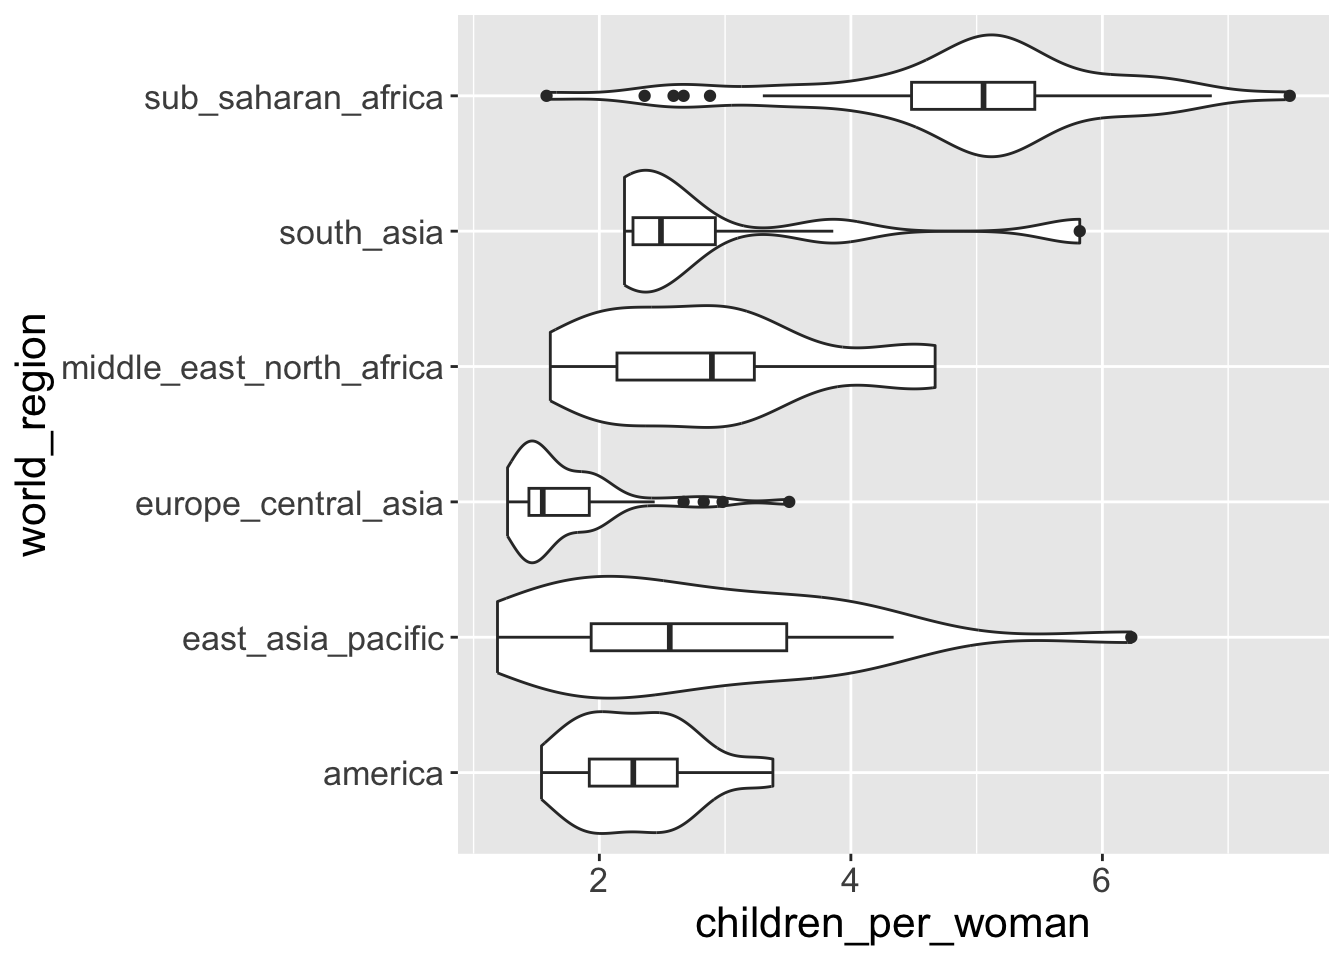 world_region
sub_saharan_africa
south_asia
middle_east_north_africa
europe_central_asia
east_asia_pacific
america
2 4 6
children_per_woman